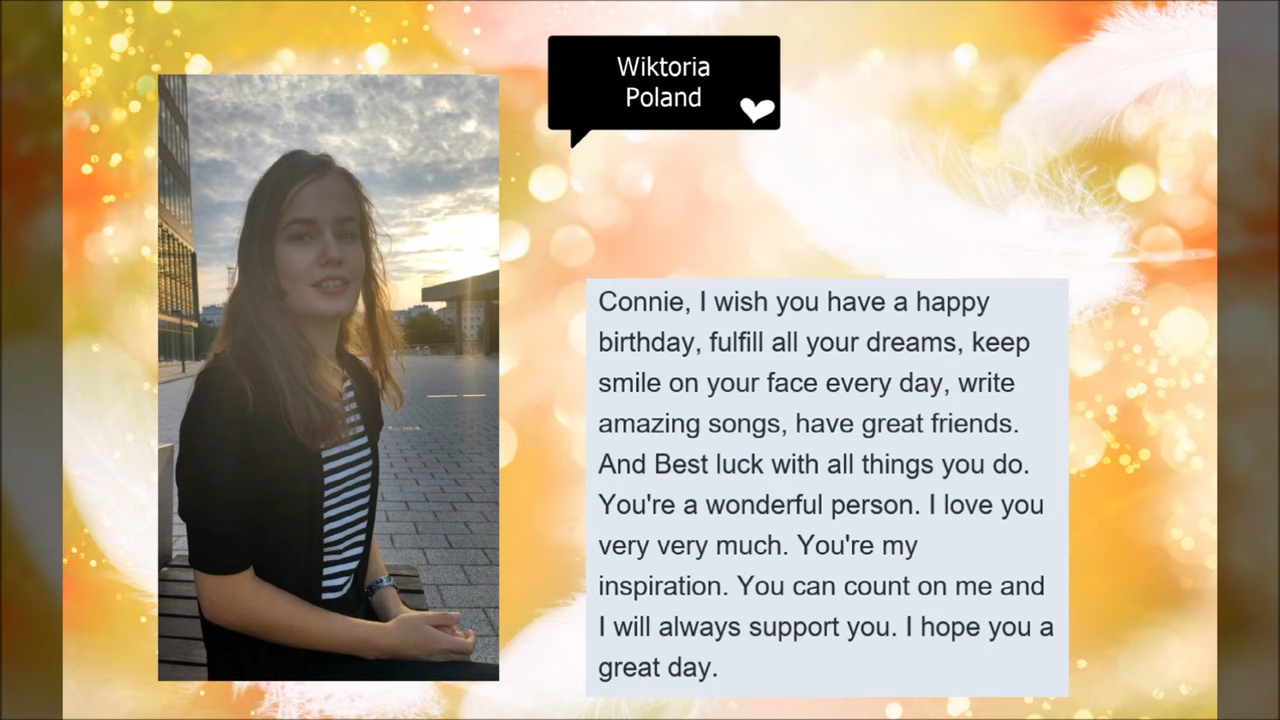 Wiktoria
Poland
Connie, I wish you have a happy
birthday, fulfill all your dreams, keep
smile on your face every day, write
amazing songs, have great friends.
And Best luck with all things you do.
You're a wonderful person. I love you
very very much. You're my
inspiration. You can count on me and
I will always support you. I hope you a
great day.